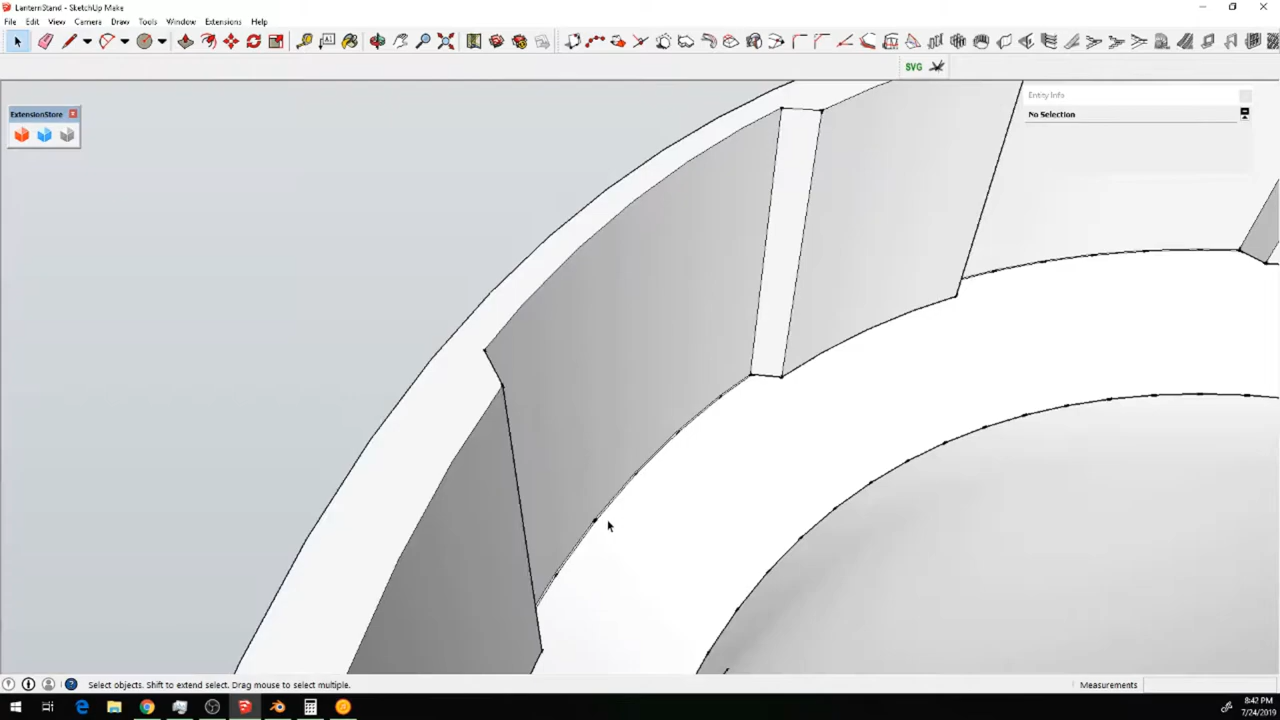 LanternStand - SketchUp Make
File Edit View Camera Draw Tools Window Extensions Help
SVG
ExtensionStore
Entity Info
No Selection
Select objects. Shift to extend select. Drag mouse to select multiple.
Measurements
8:42 PM
7/24/2019